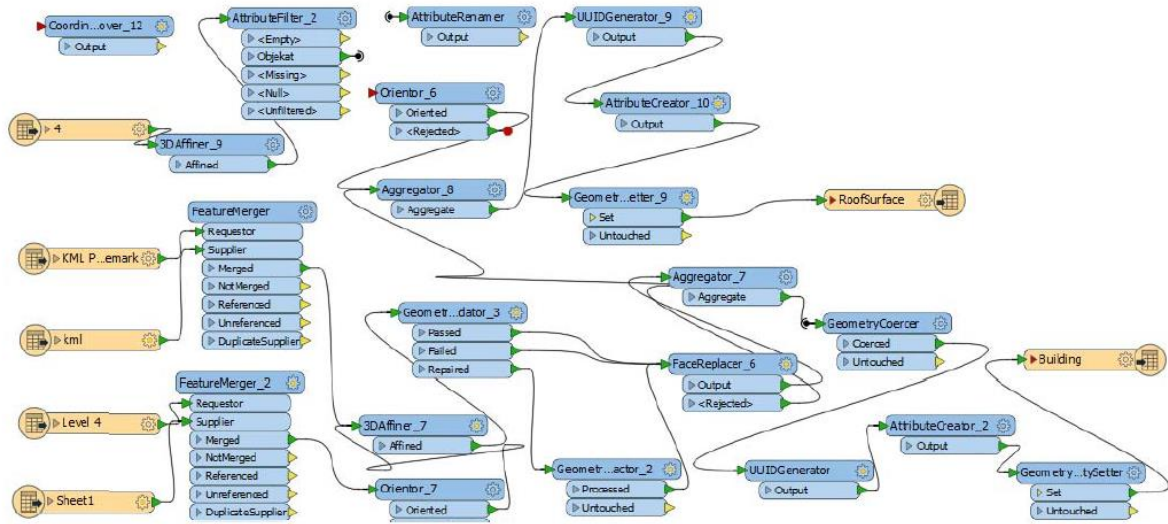 Coordin...over_12
Output
AttributeFilter_2
<Empty>
Objekat
<Missing>
<Null>
<Unfiltered>
AttributeRenamer
Output
UUIDGenerator_9
Output
Orientor_6
Oriented
<Rejected>
AttributeCreator_10
Output
4
3DAffiner_9
Affined
Aggregator_8
Aggregate
Geometr...etter_9
Set
Untouched
RoofSurface
FeatureMerger
Requestor
Supplier
Merged
NotMerged
Referenced
Unreferenced
DuplicateSupplier
KML P...emark
kml
Aggregator_7
Aggregate
Geometr...dator_3
Passed
Failed
Repaired
GeometryCoercer
Coerced
Untouched
FaceReplacer_6
Output
<Rejected>
Building
FeatureMerger_2
Requestor
Supplier
Merged
NotMerged
Referenced
Unreferenced
DuplicateSupplier
Level 4
Sheet1
3DAffiner_7
Affined
Orientor_7
Oriented
Geometr...actor_2
Processed
Untouched
UUIDGenerator
Output
AttributeCreator_2
Output
Geometry...tySetter
Set
Untouched